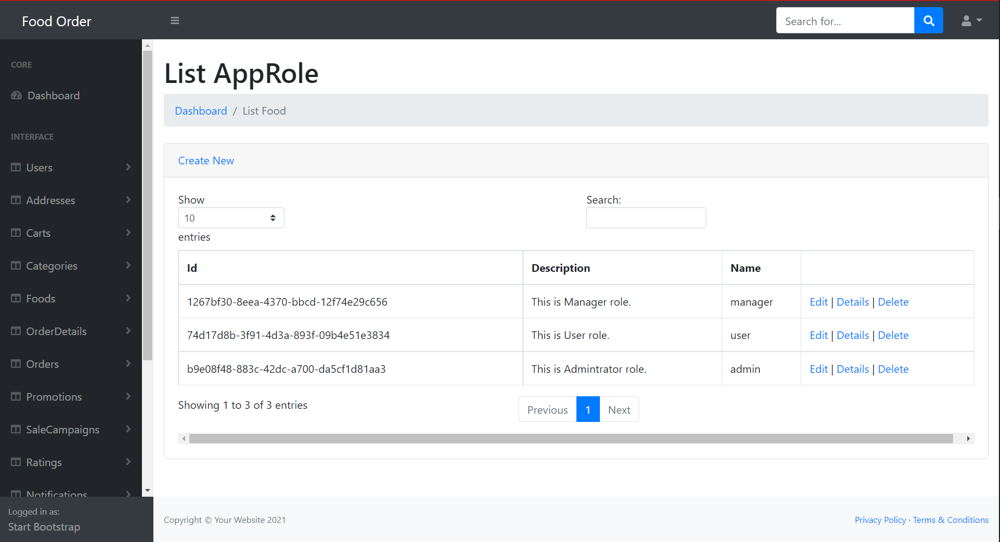 Food Order
Search for...
CORE
Dashboard
INTERFACE
Users
Addresses
Carts
Categories
Foods
OrderDetails
Orders
Promotions
SaleCampaigns
Ratings
Notifications
Logged in as:
Start Bootstrap
List AppRole
Dashboard / List Food
Create New
Show
10
entries
Search:
Id Description Name
1267bf30-8eea-4370-bbcd-12f74e29c656 This is Manager role. manager Edit | Details | Delete
74d17d8b-3f91-4d3a-893f-09b4e51e3834 This is User role. user Edit | Details | Delete
b9e08f48-883c-42dc-a700-da5cf1d81aa3 This is Admintrator role. admin Edit | Details | Delete
Showing 1 to 3 of 3 entries
Previous 1 Next
Copyright © Your Website 2021
Privacy Policy · Terms & Conditions